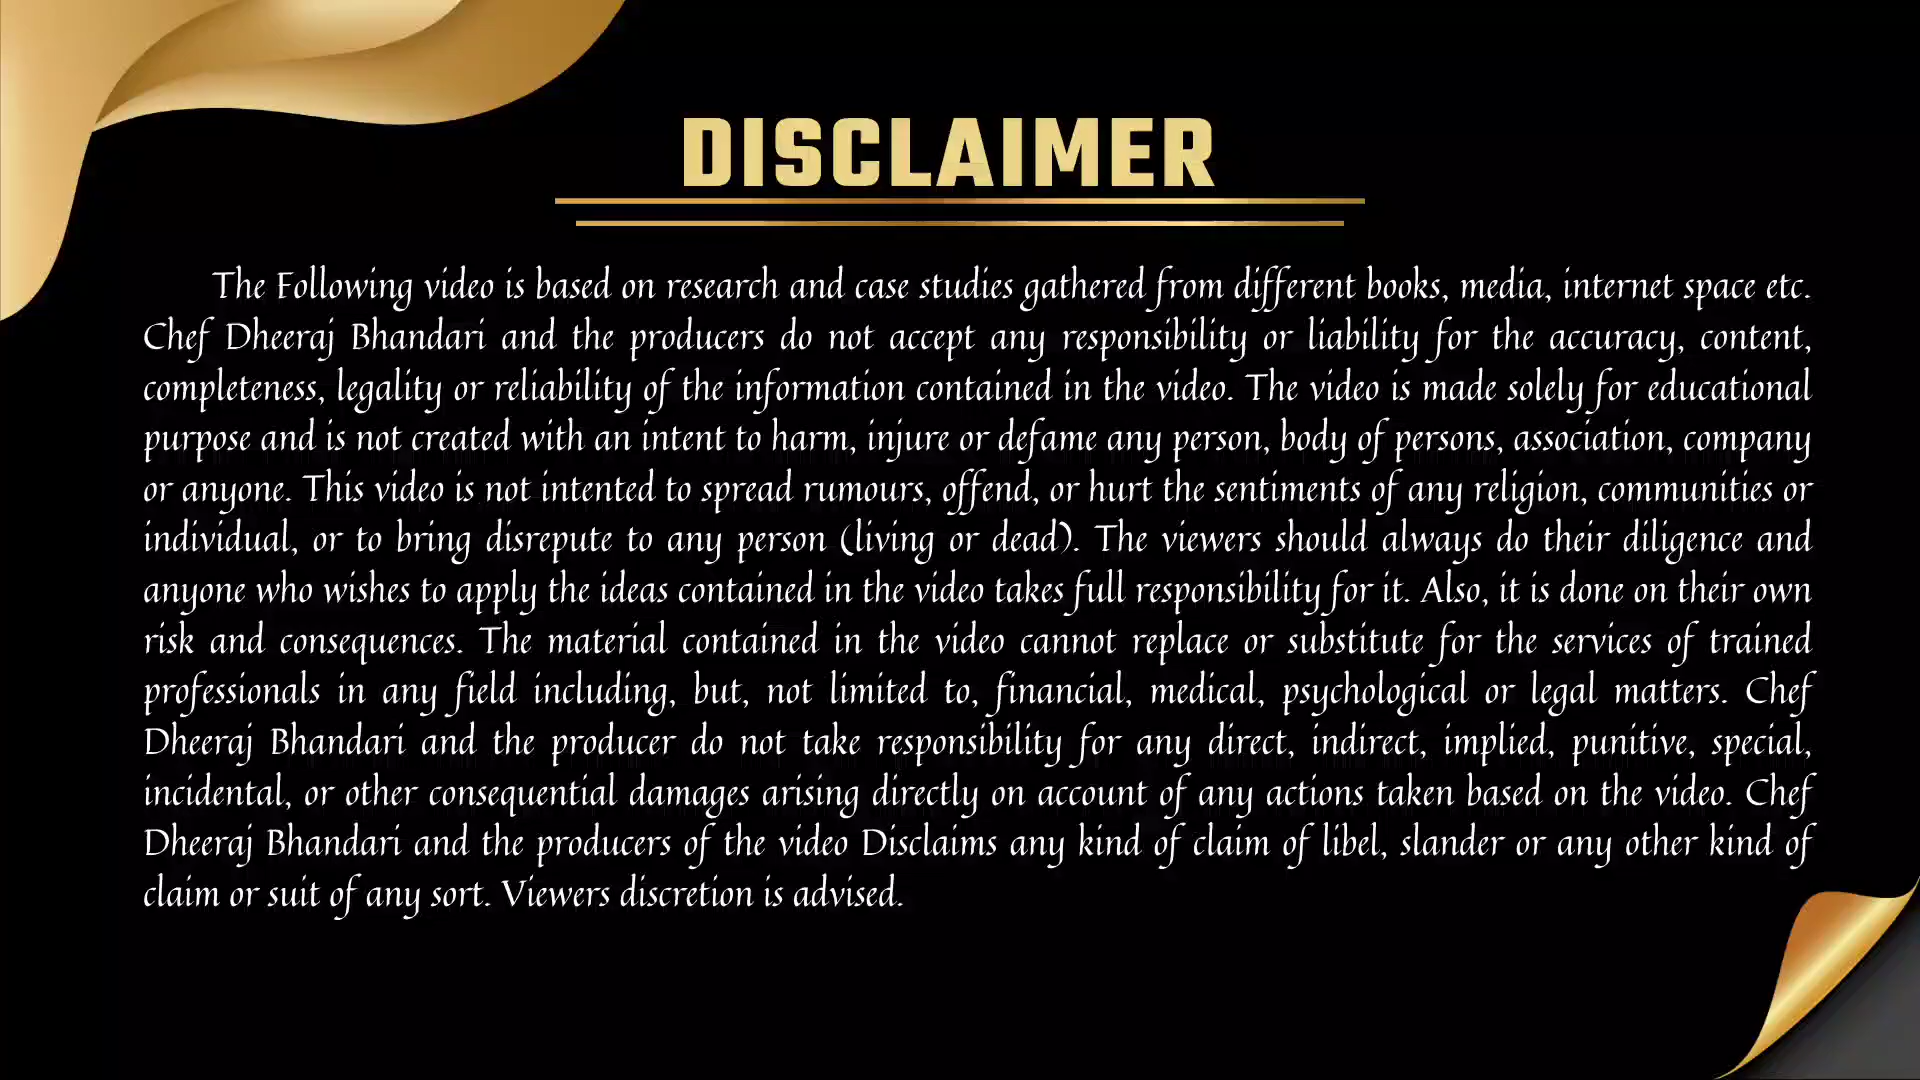 DISCLAIMER
The Following video is based on research and case studies gathered from different books, media, internet space etc.
Chef Dheeraj Bhandari and the producers do not accept any responsibility or liability for the accuracy, content,
completeness, legality or reliability of the information contained in the video. The video is made solely for educational
purpose and is not created with an intent to harm, injure or defame any person, body of persons, association, company
or anyone. This video is not intented to spread rumours, offend, or hurt the sentiments of any religion, communities or
individual, or to bring disrepute to any person (living or dead). The viewers should always do their diligence and
anyone who wishes to apply the ideas contained in the video takes full responsibility for it. Also, it is done on their own
risk and consequences. The material contained in the video cannot replace or substitute for the services of trained
professionals in any field including, but, not limited to, financial, medical, psychological or legal matters. Chef
Dheeraj Bhandari and the producer do not take responsibility for any direct, indirect, implied, punitive, special,
incidental, or other consequential damages arising directly on account of any actions taken based on the video. Chef
Dheeraj Bhandari and the producers of the video Disclaims any kind of claim of libel, slander or any other kind of
claim or suit of any sort. Viewers discretion is advised.